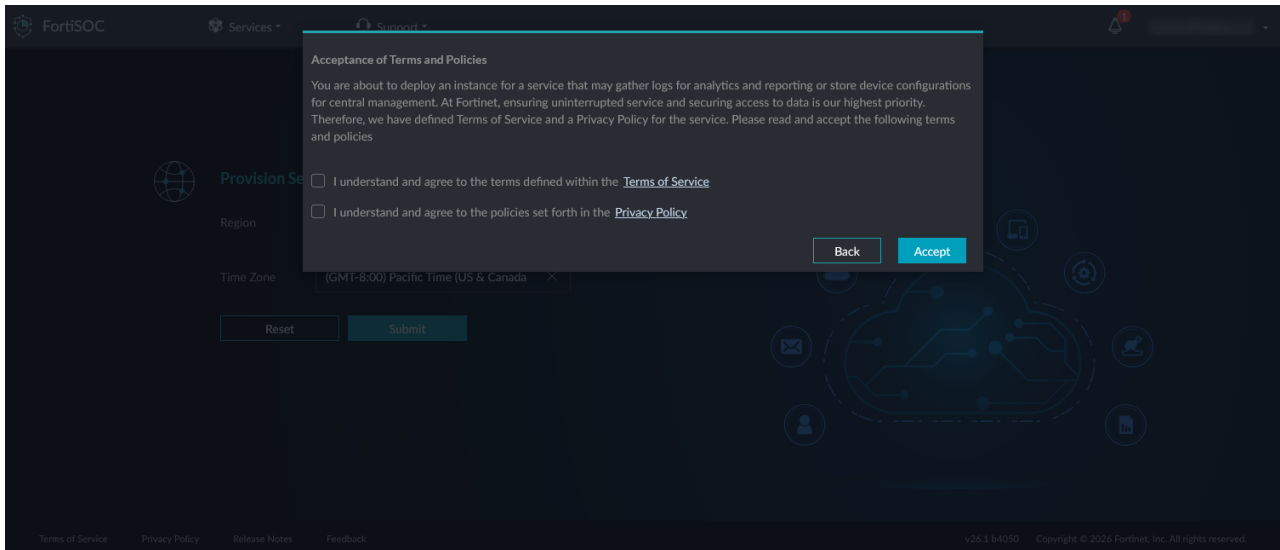 FortiSOC
Services
Support
1
Acceptance of Terms and Policies
You are about to deploy an instance for a service that may gather logs for analytics and reporting or store device configurations
for central management. At Fortinet, ensuring uninterrupted service and securing access to data is our highest priority.
Therefore, we have defined Terms of Service and a Privacy Policy for the service. Please read and accept the following terms
and policies
Provision Se
I understand and agree to the terms defined within the Terms of Service
I understand and agree to the policies set forth in the Privacy Policy
Region
Back
Accept
Time Zone
(GMT-8:00) Pacific Time (US & Canada
Reset
Submit
Terms of Service
Privacy Policy
Release Notes
Feedback
v26.1 b4050
Copyright © 2026 Fortinet, Inc. All rights reserved.